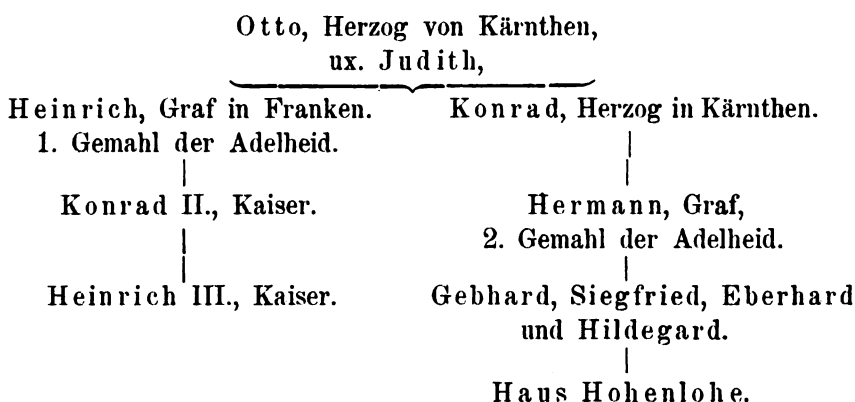 Otto, Herzog von Kärnthen,
ux. Judith,
Heinrich, Graf in Franken.
1. Gemahl der Adelheid.
Konrad II., Kaiser.
Heinrich III., Kaiser.
Konrad, Herzog in Kärnthen.
Hermann, Graf,
2. Gemahl der Adelheid.
Gebhard, Siegfried, Eberhard
und Hildegard.
Haus Hohenlohe.